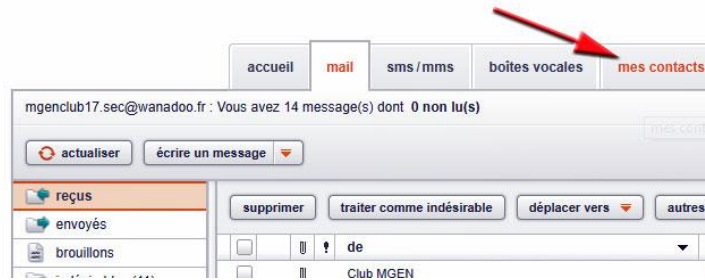 accueil mail sms/mms boîtes vocales mes contacts
mgenclub17.sec@wanadoo.fr : Vous avez 14 message(s) dont 0 non lu(s)
actualiser écrire un message
reçus
supprimer traiter comme indésirable déplacer vers autres
envoyés
brouillons
de
Club MGEN